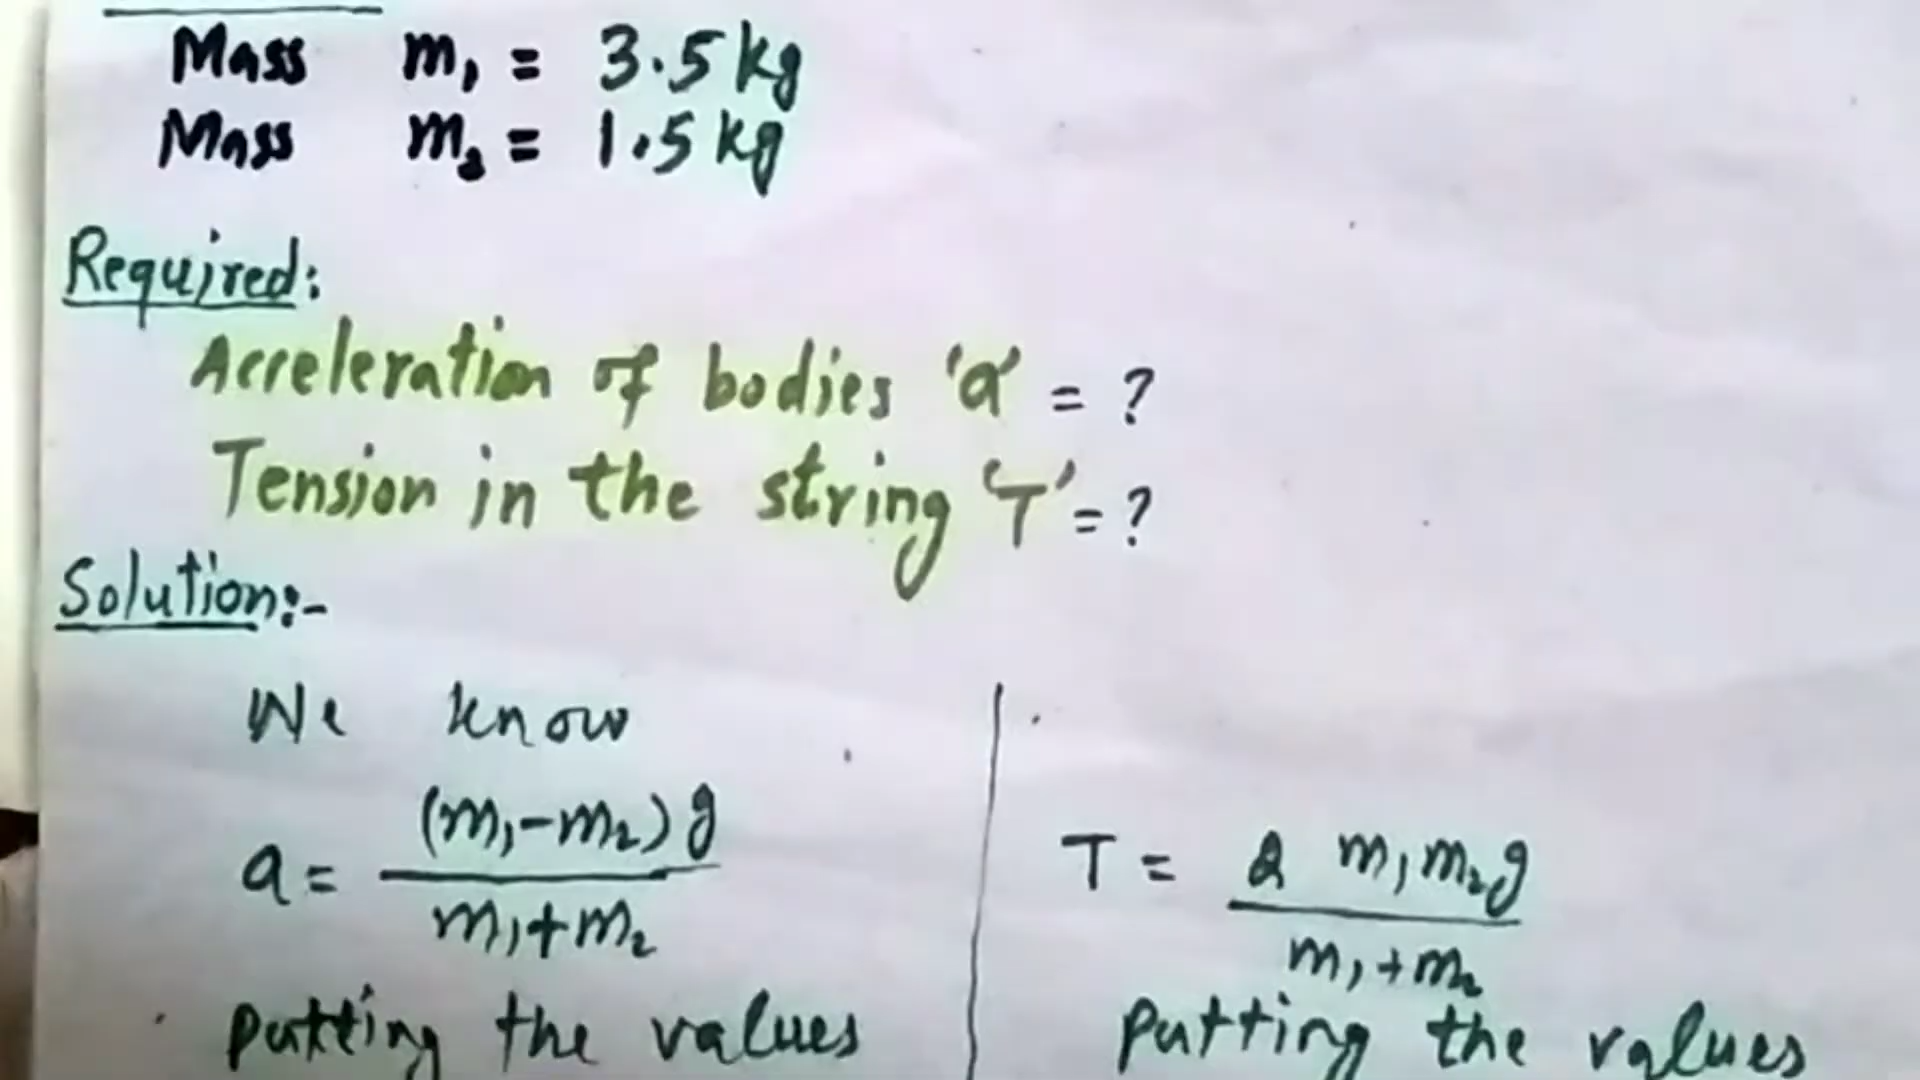 Mass m₁ = 3.5 kg
Mass m₂ = 1.5 kg
Required:
Acceleration of bodies 'a' = ?
Tension in the string 'T' = ?
Solution:-
We know
a = (m₁-m₂) g / m₁+m₂
T = 2 m₁ m₂ g / m₁+m₂
putting the values
putting the values